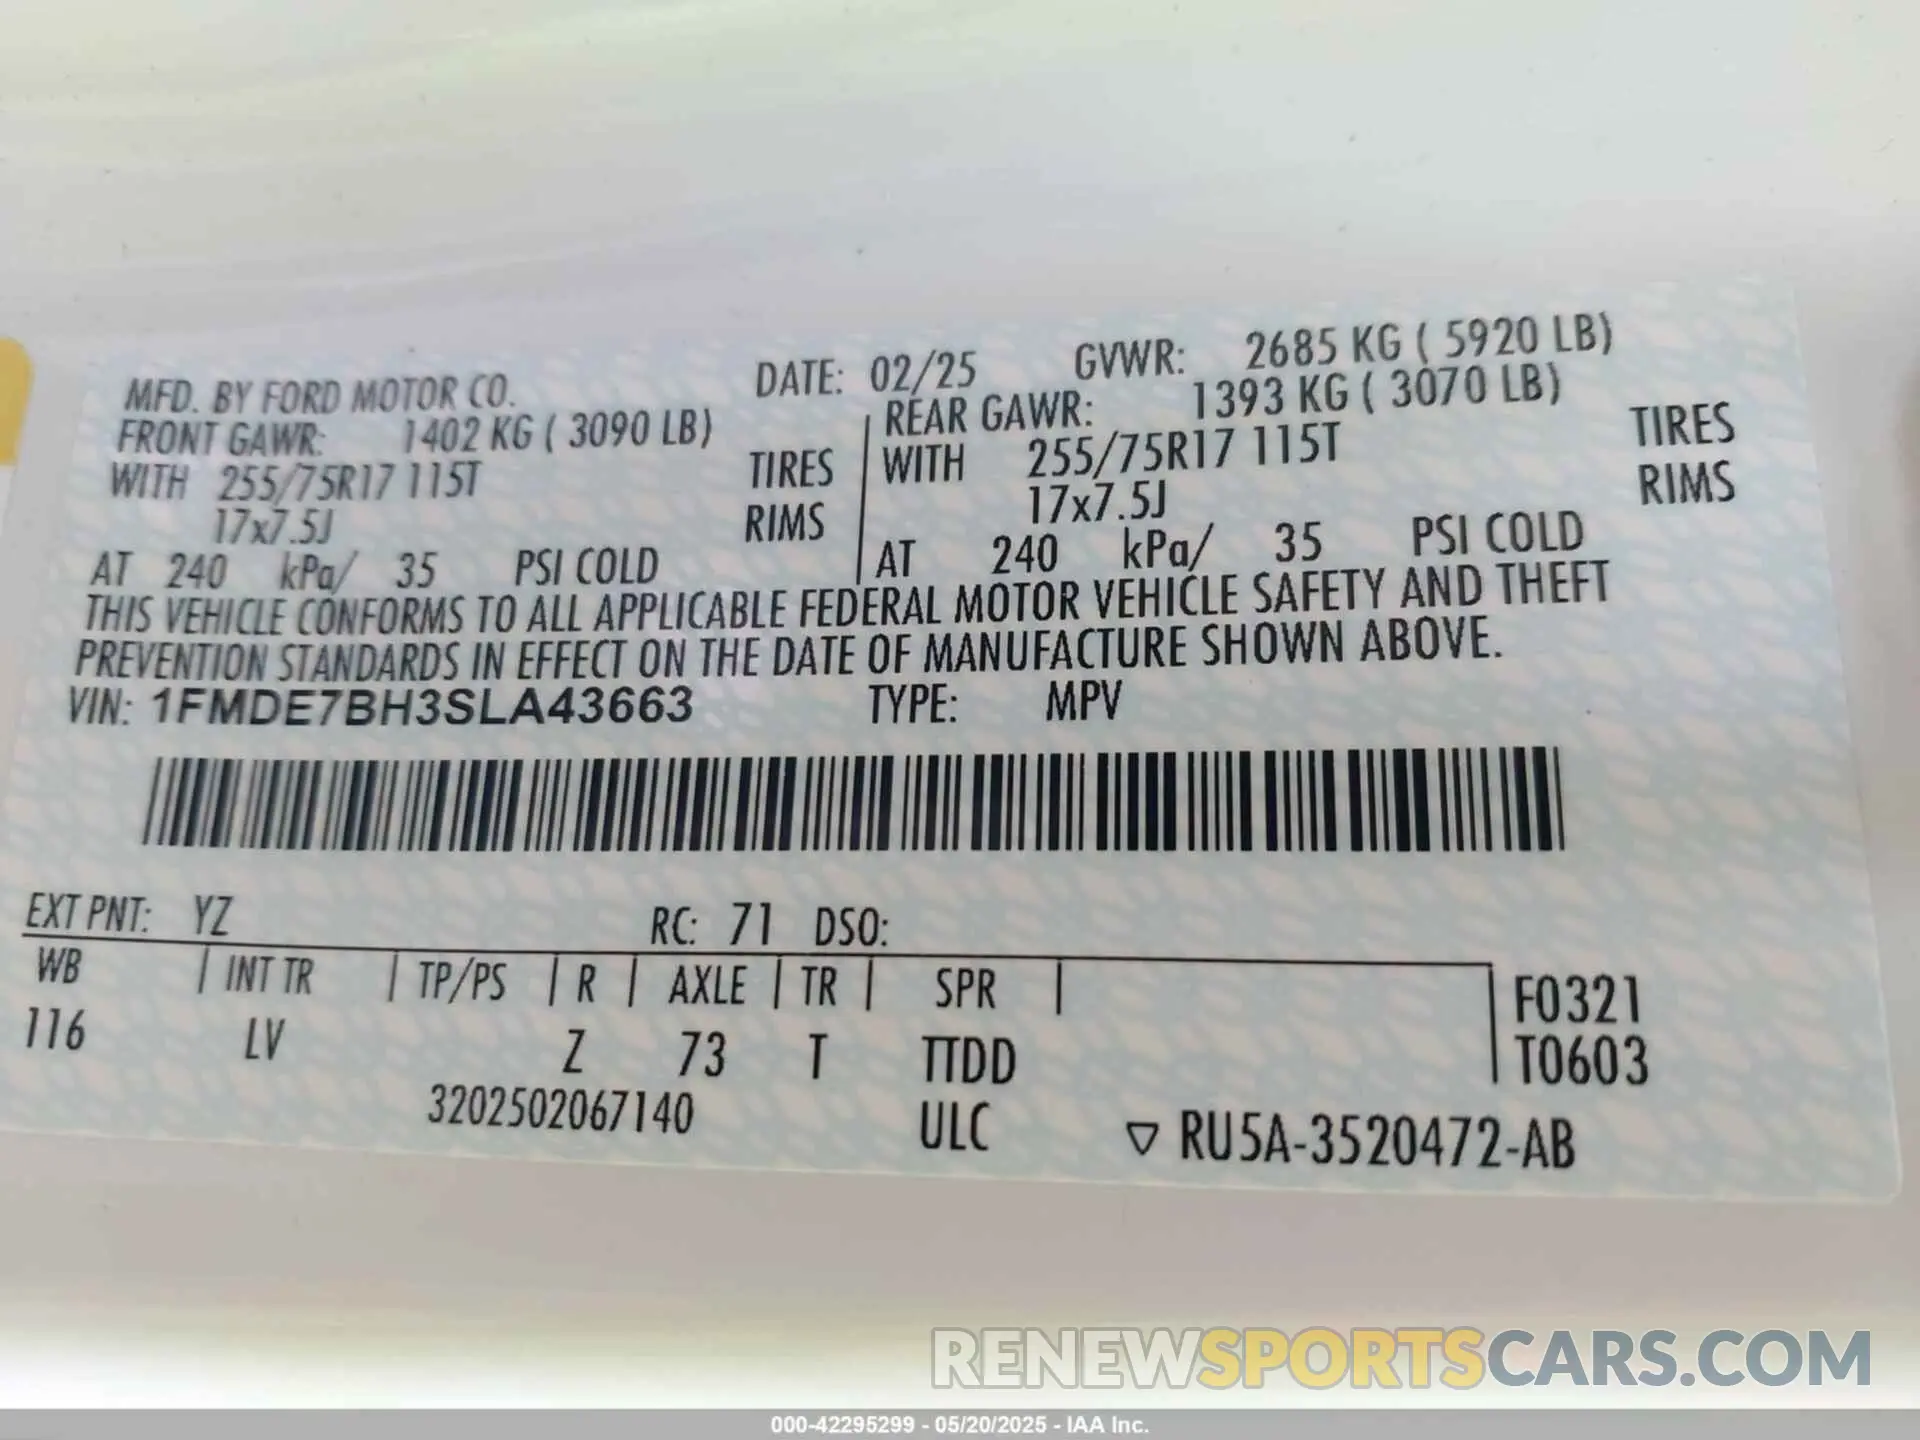 MFD. BY FORD MOTOR CO. DATE: 02/25 GVWR: 2685 KG ( 5920 LB)
FRONT GAWR: 1402 KG ( 3090 LB) REAR GAWR: 1393 KG ( 3070 LB)
WITH 255/75R17 115T TIRES WITH 255/75R17 115T TIRES
17x7.5J RIMS 17x7.5J RIMS
AT 240 kPa/ 35 PSI COLD AT 240 kPa/ 35 PSI COLD
THIS VEHICLE CONFORMS TO ALL APPLICABLE FEDERAL MOTOR VEHICLE SAFETY AND THEFT
PREVENTION STANDARDS IN EFFECT ON THE DATE OF MANUFACTURE SHOWN ABOVE.
VIN: 1FMDE7BH3SLA43663 TYPE: MPV
EXT PNT: YZ RC: 71 DSO:
WB | INT TR | TP/PS | R | AXLE | TR | SPR | F0321
116 LV Z 73 T TTDD T0603
3202502067140 ULC ▽ RU5A-3520472-AB
RENEWSPORTSCARS.COM
000-42295299 - 05/20/2025 - IAA Inc.